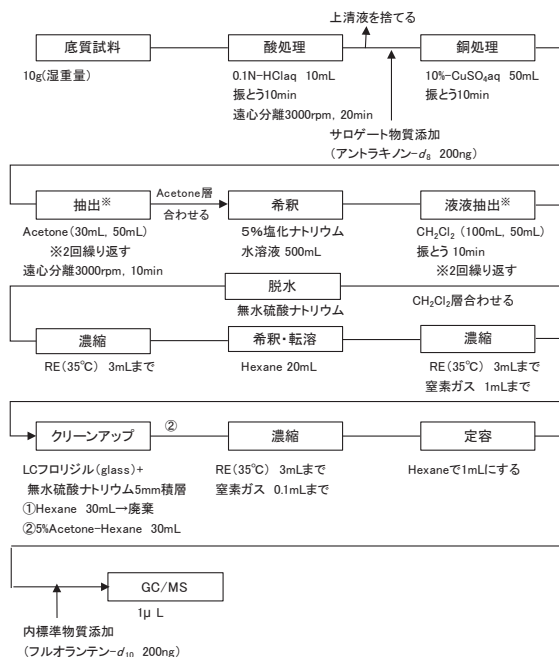 上清液を捨てる
底質試料
酸処理
銅処理
10g(湿重量)
0.1N-HClaq 10mL
振とう10min
遠心分離3000rpm, 20min
10%-CuSO₄aq 50mL
振とう10min
サロゲート物質添加
(アントラキノン-d₈ 200ng)
抽出※
Acetone層
合わせる
希釈
液液抽出※
Acetone(30mL, 50mL)
※2回繰り返す
遠心分離3000rpm, 10min
5%塩化ナトリウム
水溶液 500mL
CH₂Cl₂ (100mL, 50mL)
振とう 10min
※2回繰り返す
脱水
無水硫酸ナトリウム
CH₂Cl₂層合わせる
濃縮
希釈・転溶
濃縮
RE(35℃) 3mLまで
Hexane 20mL
RE(35℃) 3mLまで
窒素ガス 1mLまで
クリーンアップ
②
濃縮
定容
LCフロリジル(glass)+
無水硫酸ナトリウム5mm積層
①Hexane 30mL→廃棄
②5%Acetone-Hexane 30mL
RE(35℃) 3mLまで
窒素ガス 0.1mLまで
Hexaneで1mLにする
GC/MS
1μ L
内標準物質添加
(フルオランテン-d₁₀ 200ng)